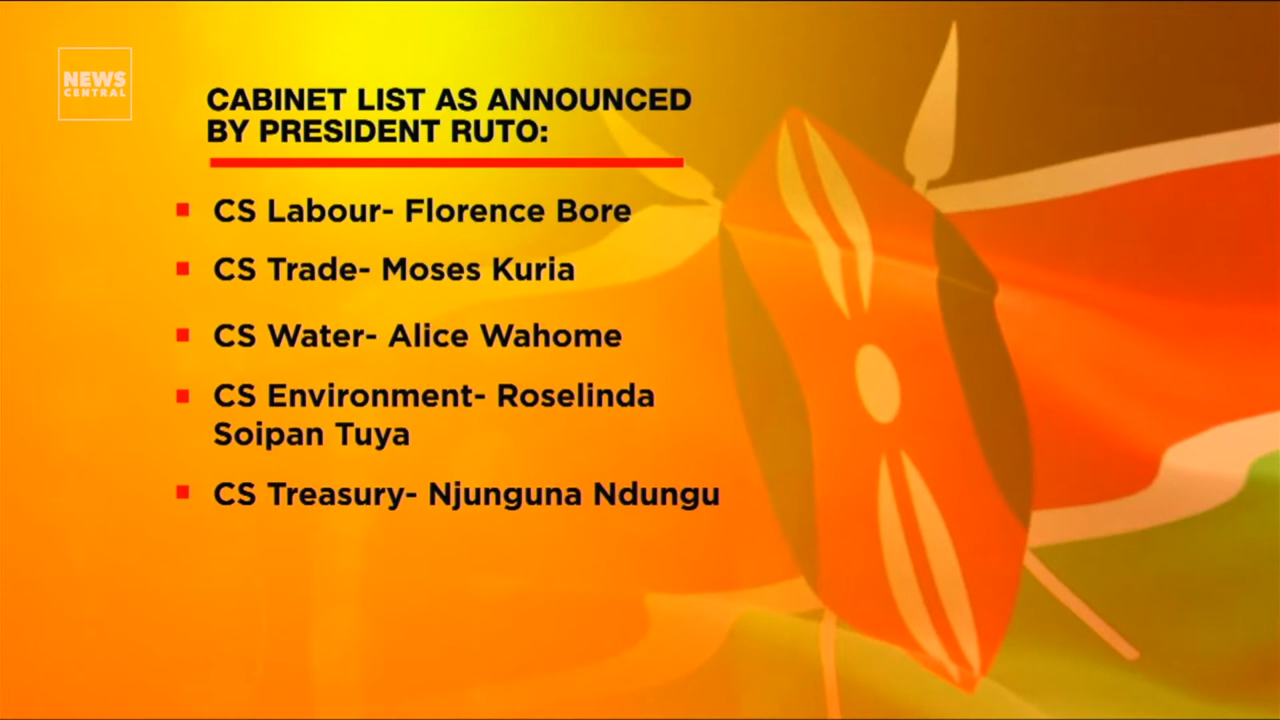 NEWS
CENTRAL
CABINET LIST AS ANNOUNCED
BY PRESIDENT RUTO:
CS Labour- Florence Bore
CS Trade- Moses Kuria
CS Water- Alice Wahome
CS Environment- Roselinda
Soipan Tuya
CS Treasury- Njunguna Ndungu